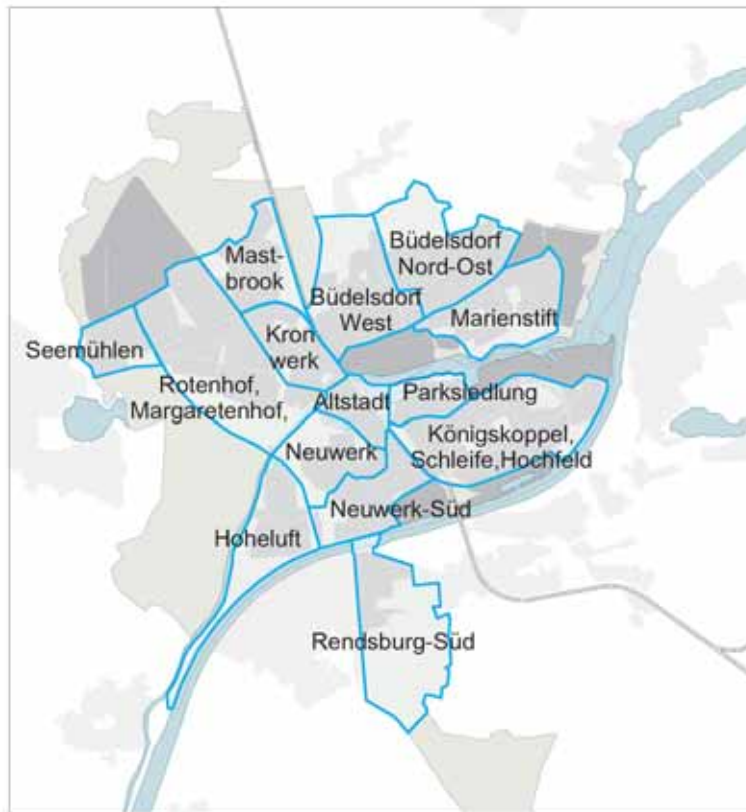 Büdelsdorf
Nord-Ost
Mast-
brook
Büdelsdorf
West
Marienstift
Seemühlen
Kron
werk
Rotenhof,
Margaretenhof,
Altstadt
Parksiedlung
Königskoppel,
Schleife,Hochfeld
Neuwerk
Neuwerk-Süd
Hoheluft
Rendsburg-Süd